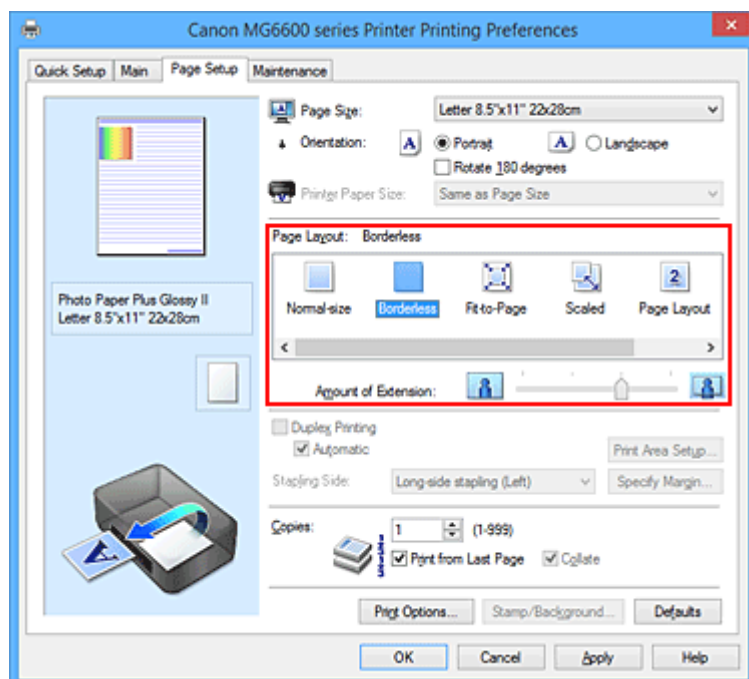 Canon MG6600 series Printer Printing Preferences
Quick Setup Main Page Setup Maintenance
Page Size: Letter 8.5"x11" 22x28cm
Orientation: A Portrait A Landscape
Rotate 180 degrees
Printer Paper Size: Same as Page Size
Page Layout: Borderless
Normal-size Borderless Fit-to-Page Scaled 2 Page Layout
Photo Paper Plus Glossy II
Letter 8.5"x11" 22x28cm
Amount of Extension:
Duplex Printing
Automatic
Print Area Setup...
Stapling Side: Long-side stapling (Left) Specify Margin...
Copies: 1 (1-999)
Print from Last Page Collate
A
Print Options... Stamp/Background... Defaults
OK Cancel Apply Help